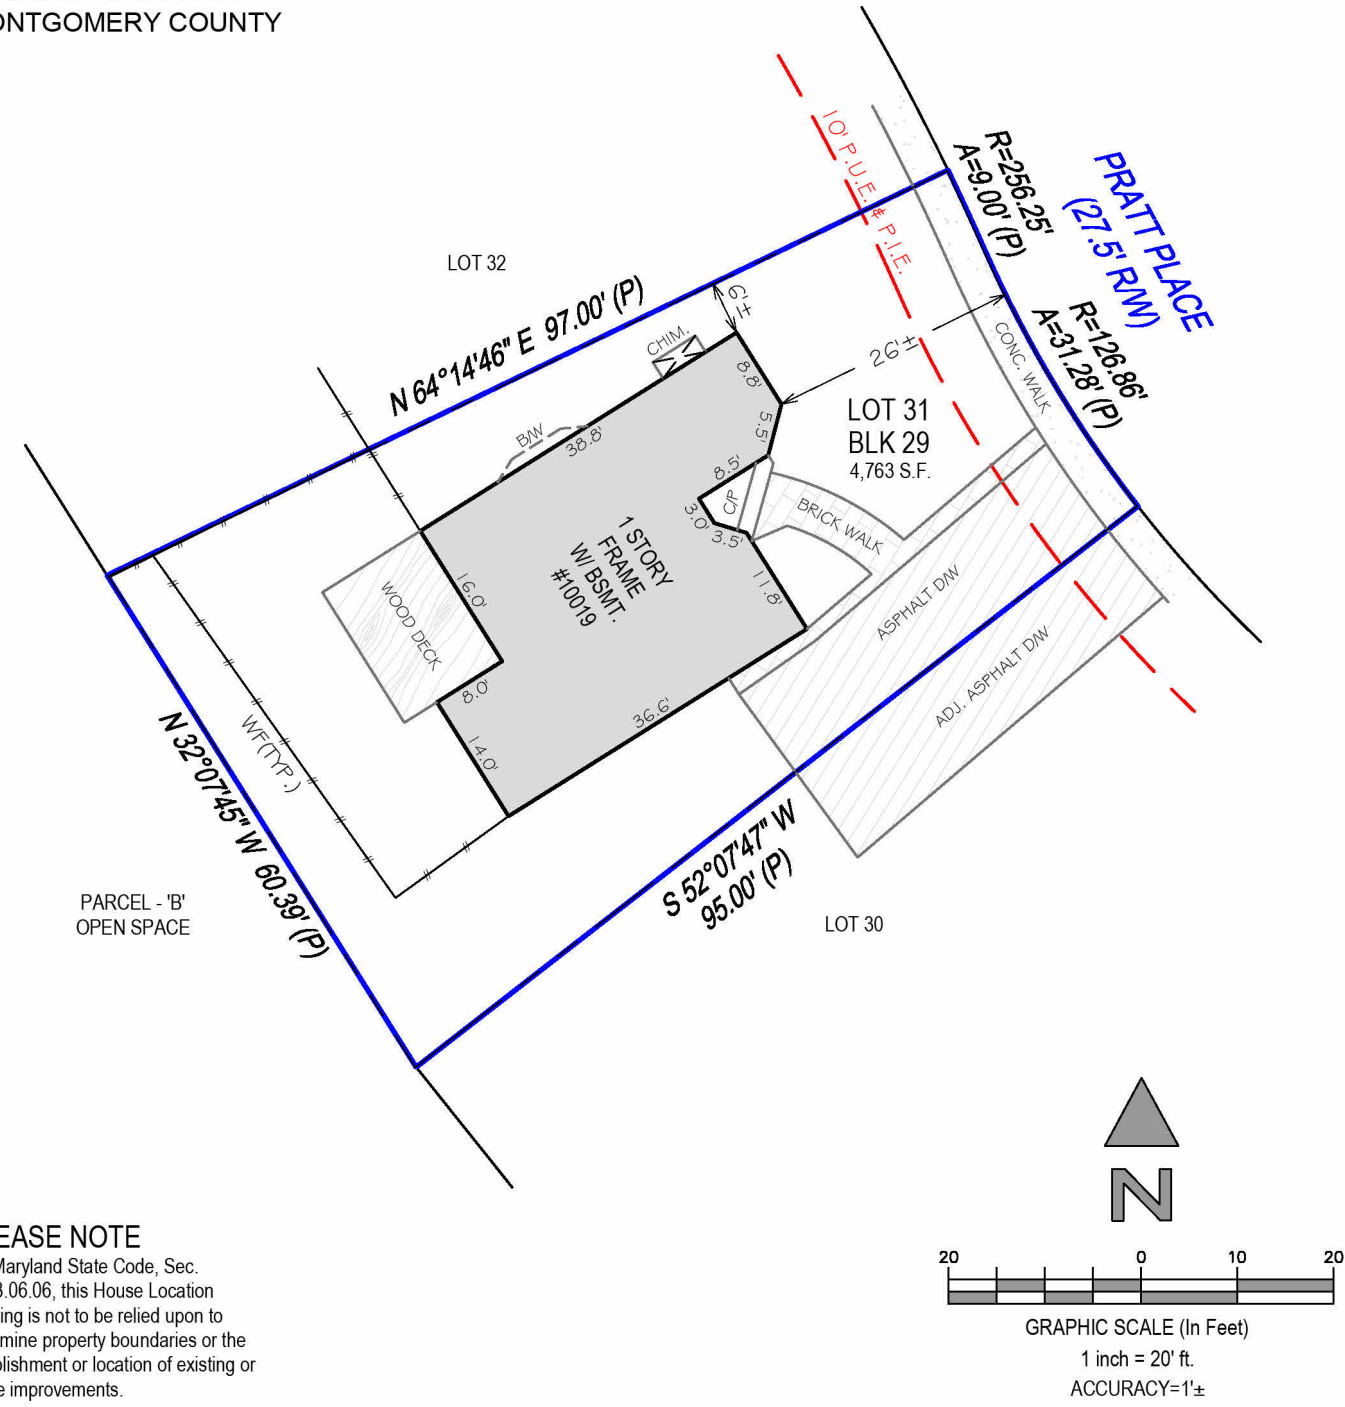 ONTGOMERY COUNTY
10' P.U.E. & P.I.E.
R=256.25'
A=9.00' (P)
PRATT PLACE
(27.5' R/W)
LOT 32
N 64°14'46" E 97.00' (P)
6'±
CHIM.
26'±
CONC. WALK
R=126.86'
A=31.28' (P)
8.8'
5.5'
LOT 31
BLK 29
4,763 S.F.
B/W
38.8'
8.5'
C/P
3.0'
3.5'
BRICK WALK
1 STORY
FRAME
W/ BSMT.
#10019
16.0'
11.8'
WOOD DECK
ASPHALT D/W
ADJ. ASPHALT D/W
8.0'
36.6'
14.0'
WF(TYP.)
N 32°07'45" W 60.39' (P)
S 52°07'47" W
95.00' (P)
PARCEL - 'B'
OPEN SPACE
LOT 30
N
EASE NOTE
Maryland State Code, Sec.
3.06.06, this House Location
ing is not to be relied upon to
mine property boundaries or the
lishment or location of existing or
e improvements.
20 0 10 20
GRAPHIC SCALE (In Feet)
1 inch = 20' ft.
ACCURACY=1'±